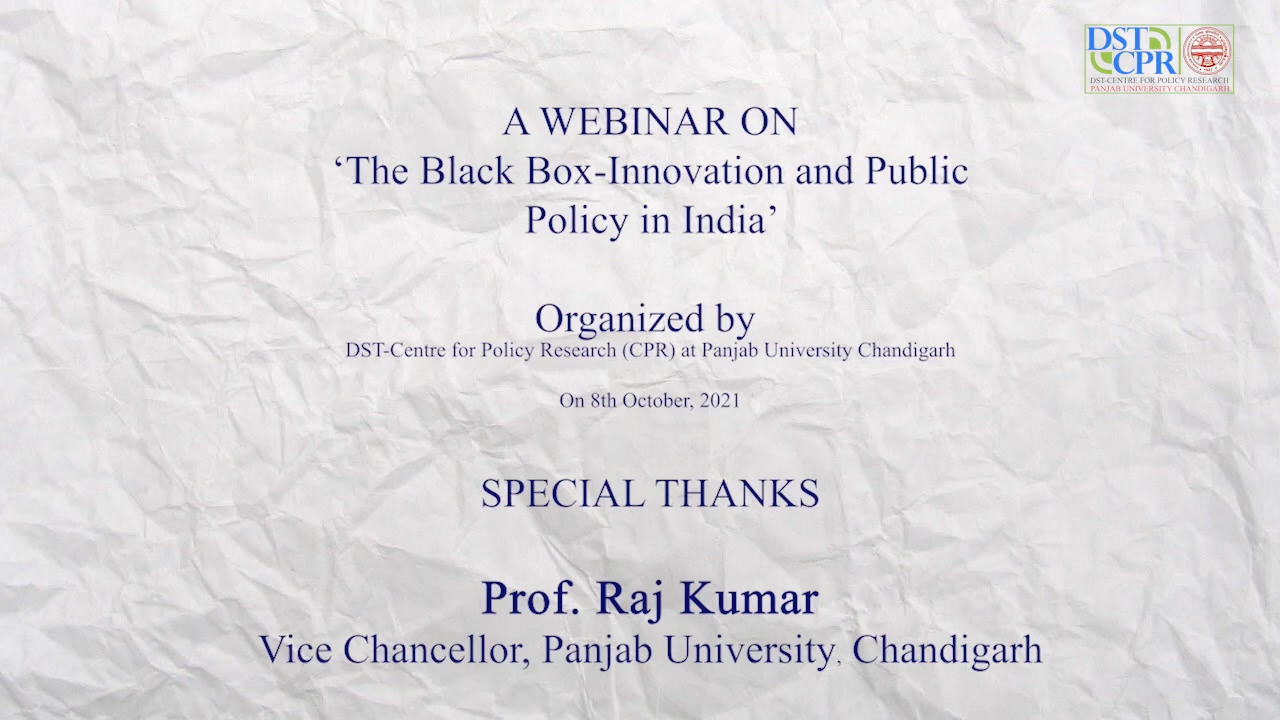 DST
CPR
DST-CENTRE FOR POLICY RESEARCH
PANJAB UNIVERSITY CHANDIGARH
A WEBINAR ON
‘The Black Box-Innovation and Public
Policy in India’
Organized by
DST-Centre for Policy Research (CPR) at Panjab University Chandigarh
On 8th October, 2021
SPECIAL THANKS
Prof. Raj Kumar
Vice Chancellor, Panjab University, Chandigarh